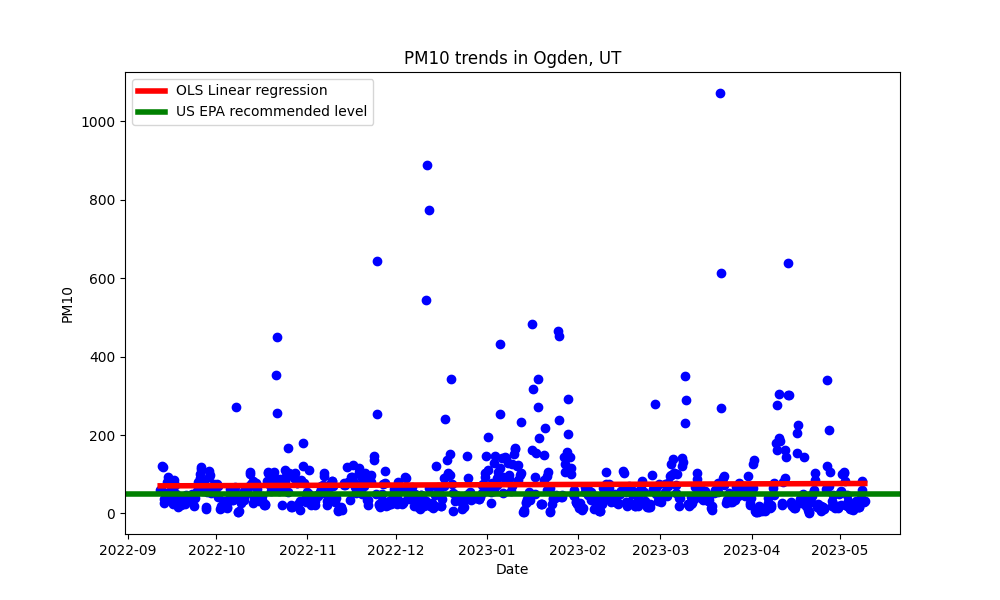 PM10 trends in Ogden, UT
OLS Linear regression
US EPA recommended level
1000
800
600
400
200
0
PM10
2022-09 2022-10 2022-11 2022-12 2023-01 2023-02 2023-03 2023-04 2023-05
Date